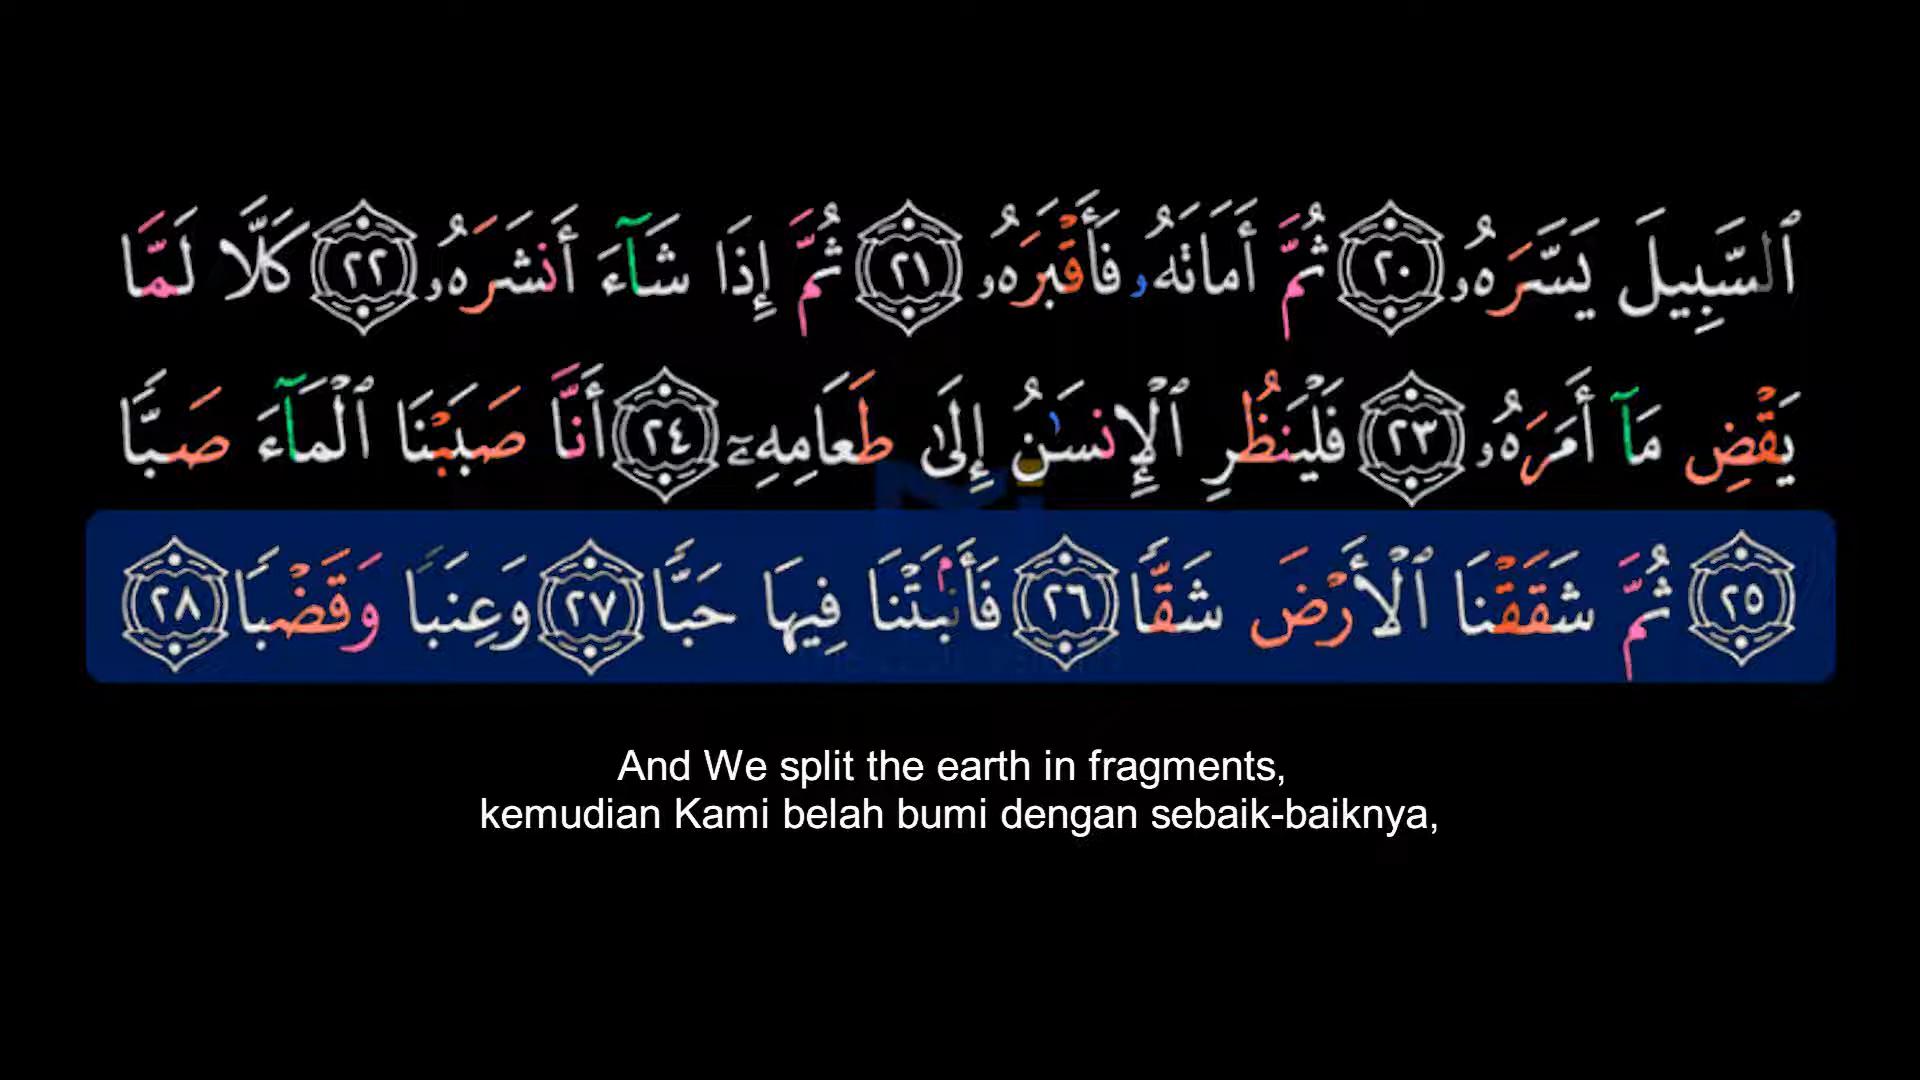 ٱلسَّبِيلَ يَسَّرَهُۥ ٢٠ ثُمَّ أَمَاتَهُۥ فَأَقْبَرَهُۥ ٢١ ثُمَّ إِذَا شَآءَ أَنشَرَهُۥ ٢٢ كَلَّا لَمَّا
يَقْضِ مَآ أَمَرَهُۥ ٢٣ فَلْيَنظُرِ ٱلْإِنسَـٰنُ إِلَىٰ طَعَامِهِۦٓ ٢٤ أَنَّا صَبَبْنَا ٱلْمَآءَ صَبًّا
٢٥ ثُمَّ شَقَقْنَا ٱلْأَرْضَ شَقًّا ٢٦ فَأَنۢبَتْنَا فِيهَا حَبًّا ٢٧ وَعِنَبًا وَقَضْبًا ٢٨
And We split the earth in fragments,
kemudian Kami belah bumi dengan sebaik-baiknya,